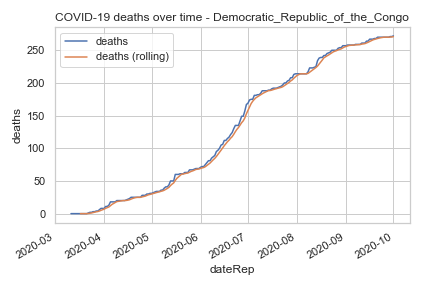 COVID-19 deaths over time - Democratic_Republic_of_the_Congo
deaths
deaths (rolling)
250
200
150
100
50
0
deaths
2020-03
2020-04
2020-05
2020-06
2020-07
2020-08
2020-09
2020-10
dateRep